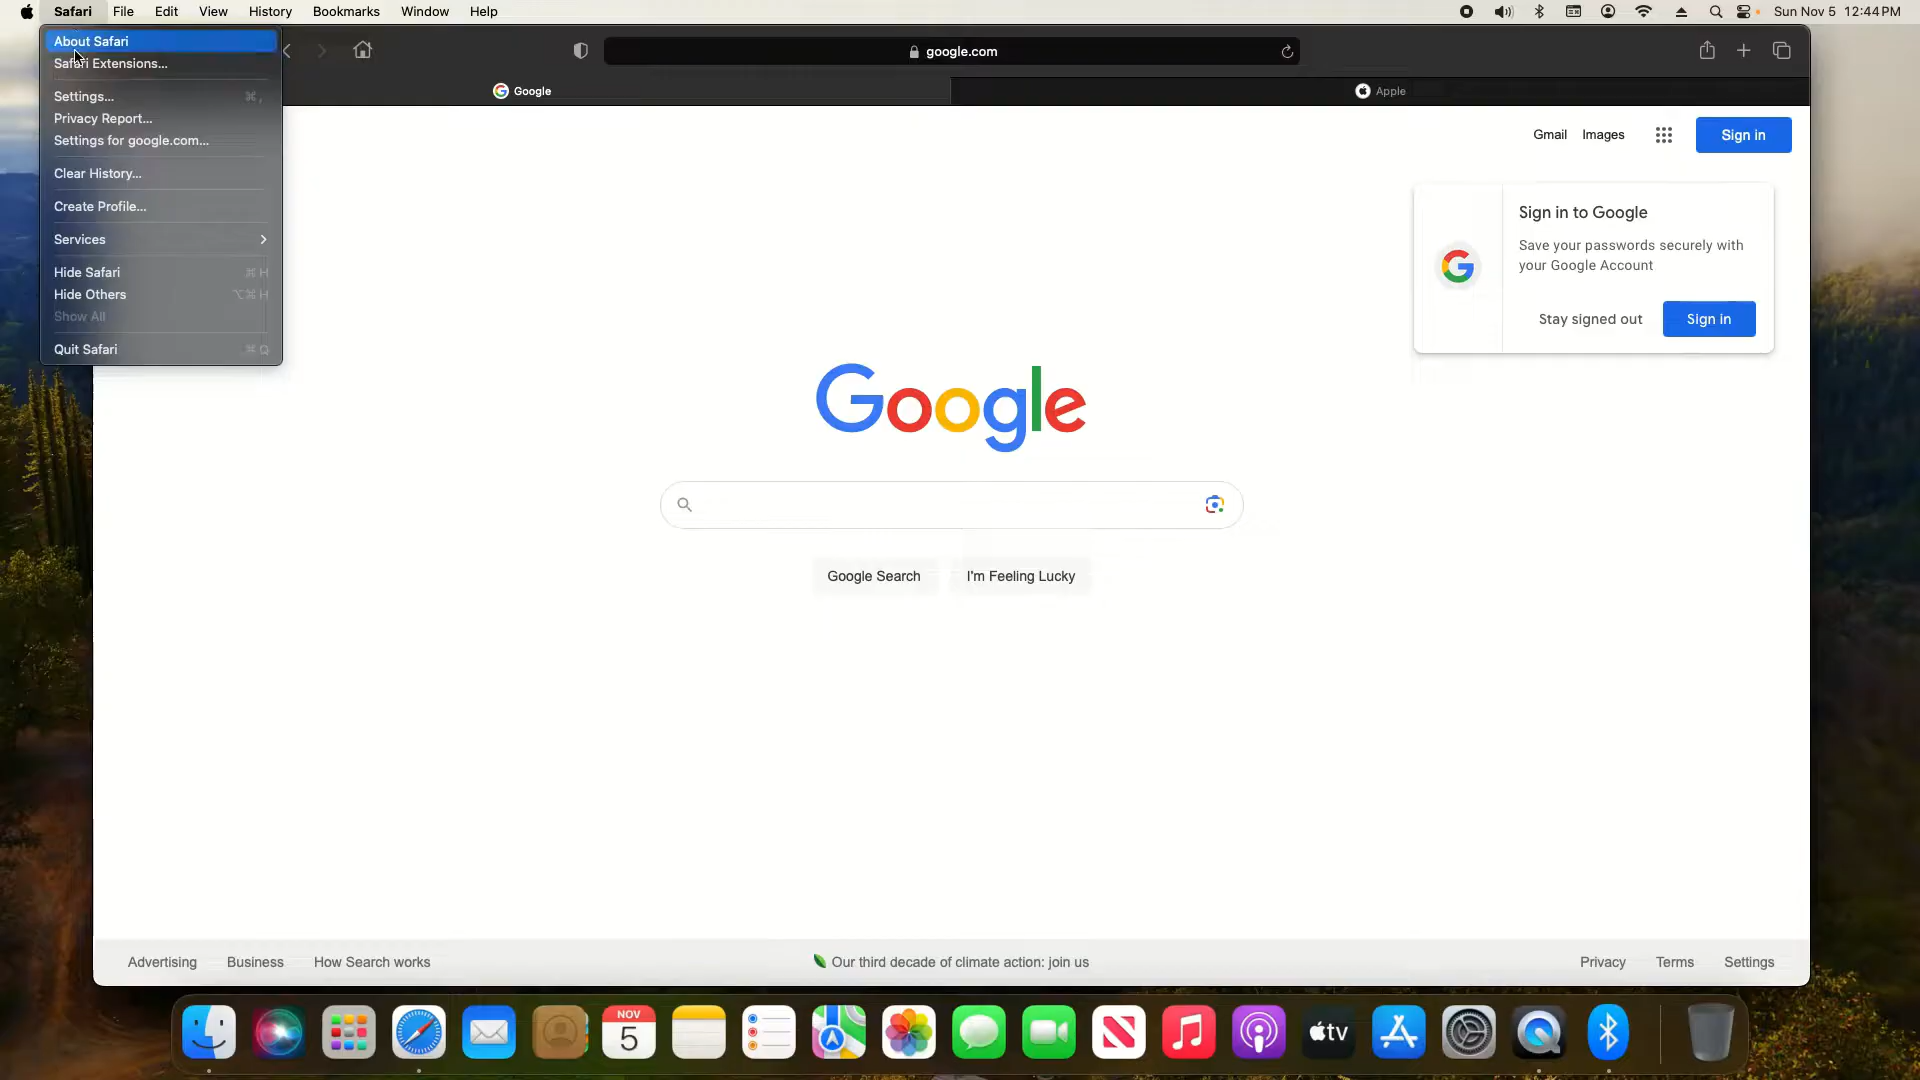 Safari File Edit View History Bookmarks Window Help
Sun Nov 5 12:44 PM
About Safari
Safari Extensions...
Settings... ⌘ ,
Privacy Report...
Settings for google.com...
Clear History...
Create Profile...
Services
Hide Safari ⌘ H
Hide Others ⌥⌘ H
Show All
Quit Safari ⌘ Q
google.com
Google
Apple
Gmail Images Sign in
Sign in to Google
Save your passwords securely with
your Google Account
Stay signed out Sign in
Google
Google Search I'm Feeling Lucky
Advertising Business How Search works
Our third decade of climate action: join us
Privacy Terms Settings
NOV
5
tv